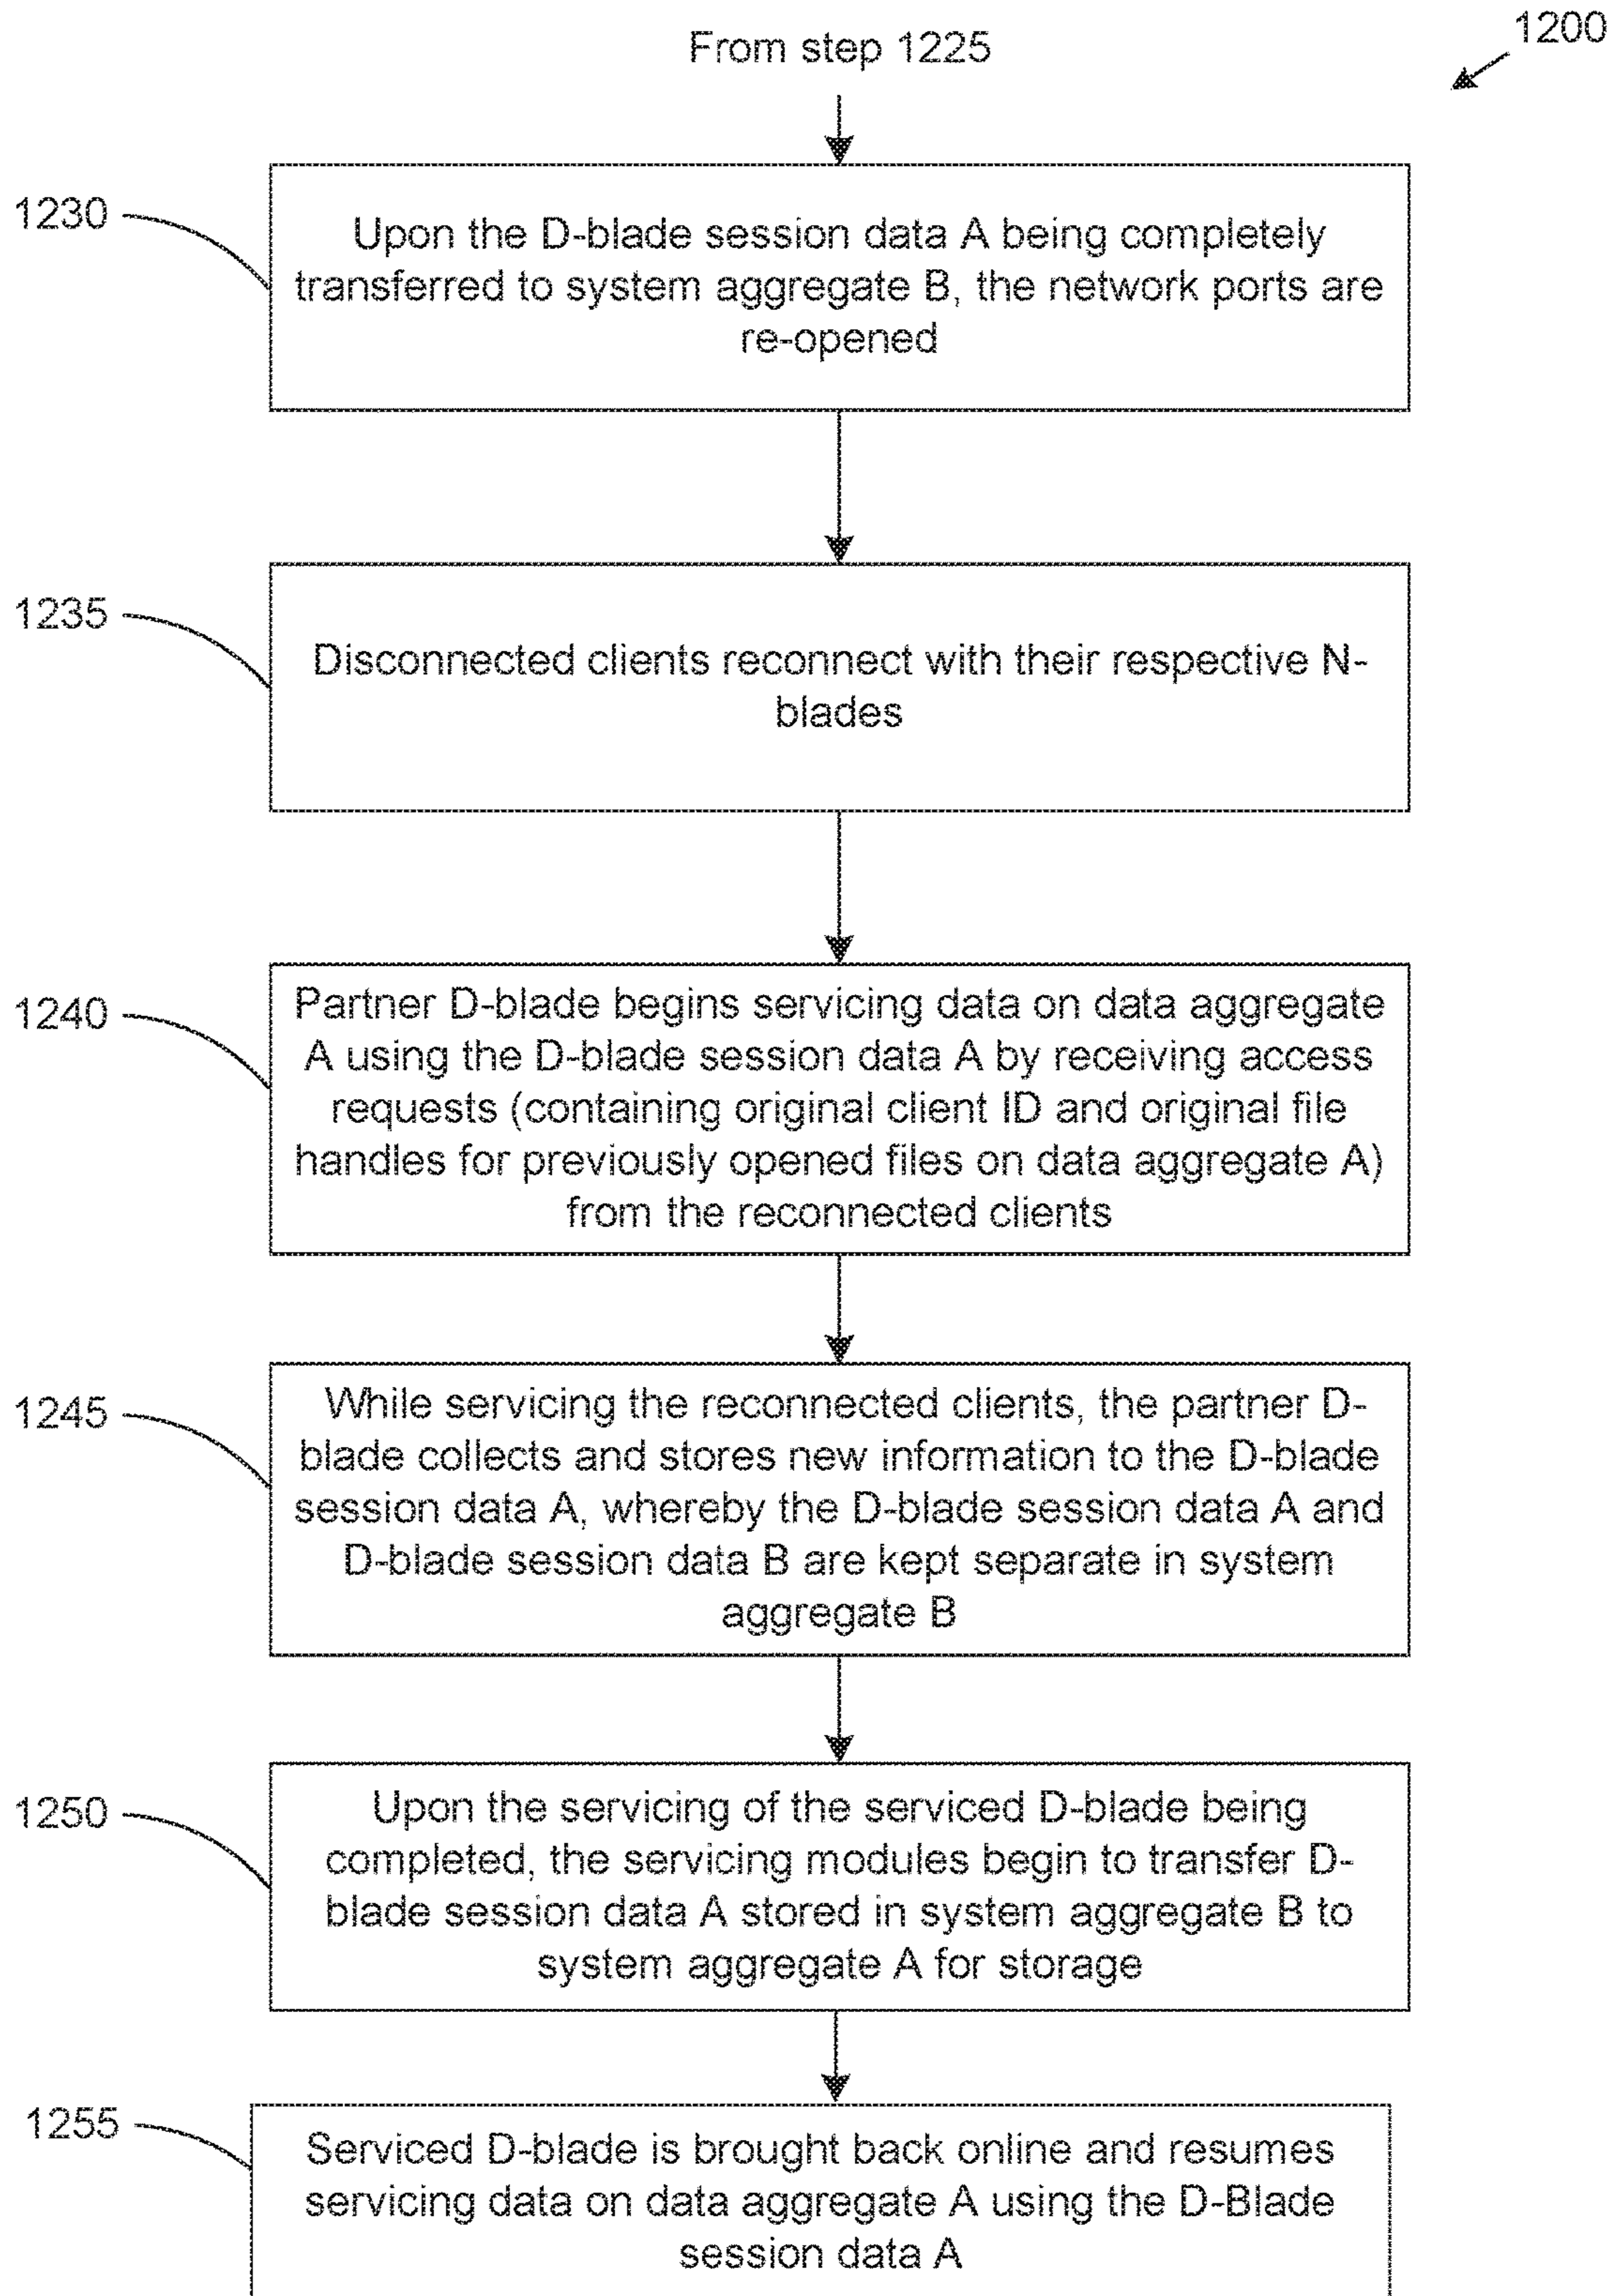 1200
From step 1225
1230
Upon the D-blade session data A being completely
transferred to system aggregate B, the network ports are
re-opened
1235
Disconnected clients reconnect with their respective N-
blades
1240
Partner D-blade begins servicing data on data aggregate
A using the D-blade session data A by receiving access
requests (containing original client ID and original file
handles for previously opened files on data aggregate A)
from the reconnected clients
1245
While servicing the reconnected clients, the partner D-
blade collects and stores new information to the D-blade
session data A, whereby the D-blade session data A and
D-blade session data B are kept separate in system
aggregate B
1250
Upon the servicing of the serviced D-blade being
completed, the servicing modules begin to transfer D-
blade session data A stored in system aggregate B to
system aggregate A for storage
1255
Serviced D-blade is brought back online and resumes
servicing data on data aggregate A using the D-Blade
session data A